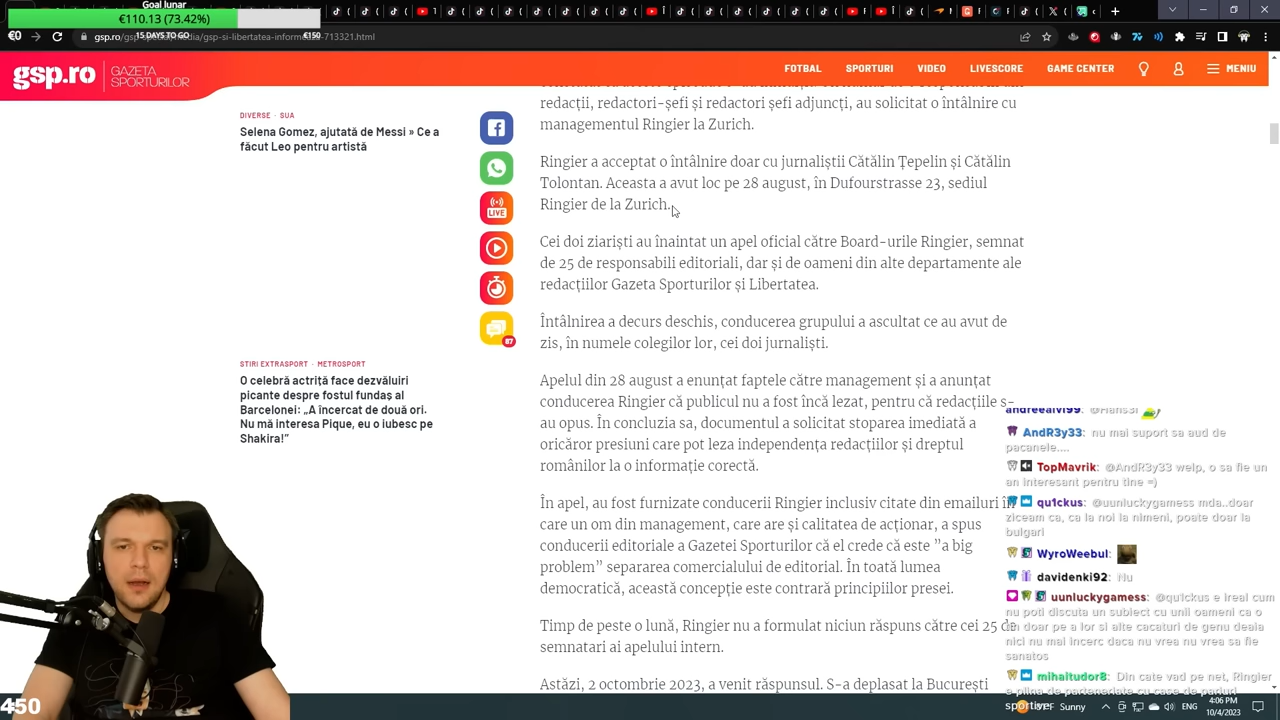 Goal lunar
€110.13 (73.42%)
€0
15 DAYS TO GO
€150
gsp.ro
html
gsp.ro
GAZETA
SPORTURILOR
FOTBAL
SPORTURI
VIDEO
LIVESCORE
GAME CENTER
MENIU
DIVERSE · SUA
Selena Gomez, ajutată de Messi » Ce a
făcut Leo pentru artistă
LIVE
87
STIRI EXTRASPORT · METROSPORT
O celebră actriță face dezvăluiri
picante despre fostul fundaș al
Barcelonei: „A încercat de două ori.
Nu mă interesa Pique, eu o iubesc pe
Shakira!”
redacții, redactori-șefi și redactori șefi adjuncți, au solicitat o întâlnire cu
managementul Ringier la Zurich.
Ringier a acceptat o întâlnire doar cu jurnaliștii Cătălin Țepelin și Cătălin
Tolontan. Aceasta a avut loc pe 28 august, în Dufourstrasse 23, sediul
Ringier de la Zurich.
Cei doi ziariști au înaintat un apel oficial către Board-urile Ringier, semnat
de 25 de responsabili editoriali, dar și de oameni din alte departamente ale
redacțiilor Gazeta Sporturilor și Libertatea.
Întâlnirea a decurs deschis, conducerea grupului a ascultat ce au avut de
zis, în numele colegilor lor, cei doi jurnaliști.
Apelul din 28 august a enunțat faptele către management și a anunțat
conducerea Ringier că publicul nu a fost încă lezat, pentru că redacțiile s-
au opus. În concluzia sa, documentul a solicitat stoparea imediată a
oricăror presiuni care pot leza independența redacțiilor și dreptul
românilor la o informație corectă.
În apel, au fost furnizate conducerii Ringier inclusiv citate din emailuri în
care un om din management, care are și calitatea de acționar, a spus
conducerii editoriale a Gazetei Sporturilor că el crede că este ”a big
problem” separarea comercialului de editorial. În toată lumea
democratică, această concepție este contrară principiilor presei.
Timp de peste o lună, Ringier nu a formulat niciun răspuns către cei 25 de
semnatari ai apelului intern.
Astăzi, 2 octombrie 2023, a venit răspunsul. S-a deplasat la București
andreealvi99: @Hans3l
AndR3y33: nu mai suport sa aud de
pacanele....
TopMavrik: @AndR3y33 welp, o sa fie un
an interesant pentru tine =)
qu1ckus: @uunluckygamess mda..doar
ziceam ca, ca la noi la nimeni, poate doar la
bulgari
WyroWeebul:
davidenki92: Nu
uunluckygamess: @qu1ckus e ireal cum
nu poti discuta un subiect cu unii oameni ca o
in doar pe a lor si alte cacaturi de genu deaia
nici nu mai incerc daca nu vrea nu vrea sa fie
sanatos
mihaitudor8: Din cate vad pe net, Ringier
e plina de parteneriate cu case de pariuri
sportive
450
Sunny
ENG
4:06 PM
10/4/2023